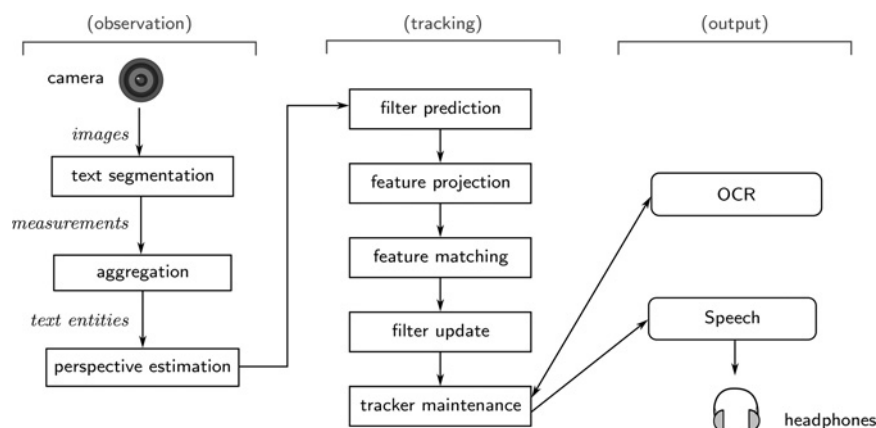 (observation)
(tracking)
(output)
camera
images
text segmentation
measurements
aggregation
text entities
perspective estimation
filter prediction
feature projection
feature matching
filter update
tracker maintenance
OCR
Speech
headphones